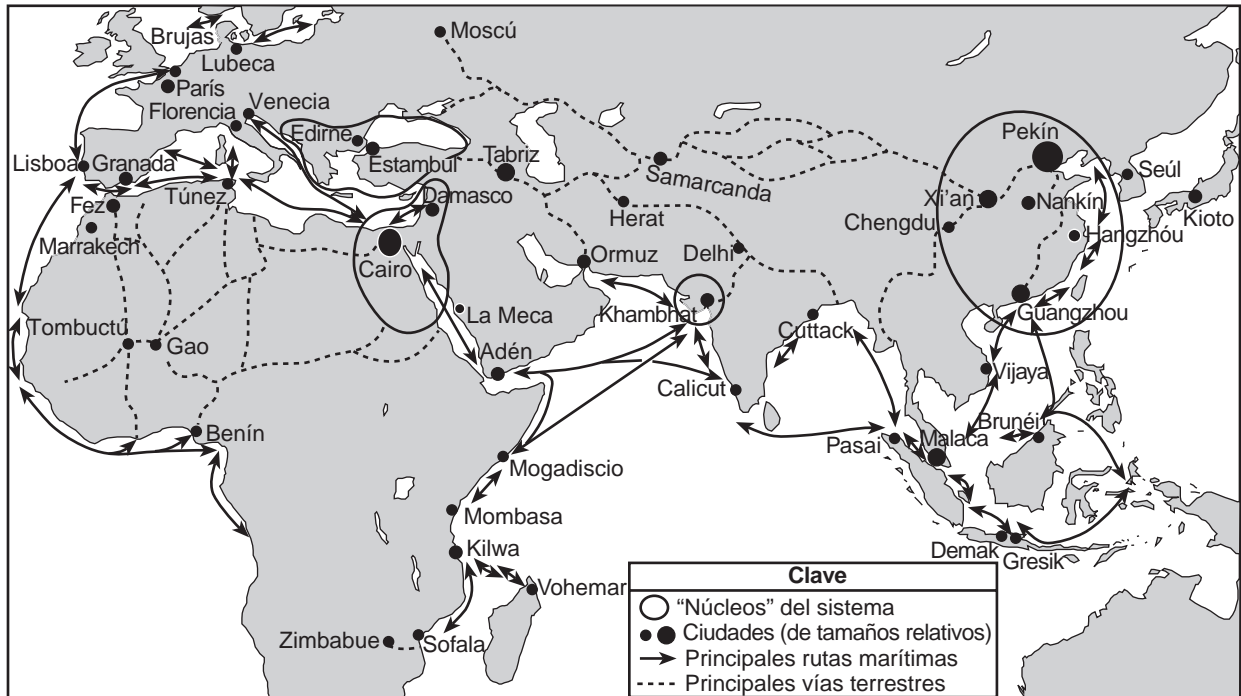 Brujas
Lubeca
Moscú
París
Florencia
Venecia
Edirne
Estambul
Tabriz
Samarcanda
Pekín
Seúl
Lisboa
Granada
Túnez
Damasco
Herat
Chengdu
Xi'an
Nankín
Kioto
Fez
Marrakech
Cairo
Ormuz
Delhi
Hangzhóu
Tombuctú
Gao
La Meca
Khambhat
Cuttack
Guangzhou
Adén
Calicut
Vijaya
Benín
Mogadiscio
Pasai
Malaca
Brunéi
Mombasa
Kilwa
Vohemar
Demak
Gresik
Zimbabue
Sofala
Clave
"Núcleos" del sistema
Ciudades (de tamaños relativos)
Principales rutas marítimas
Principales vías terrestres